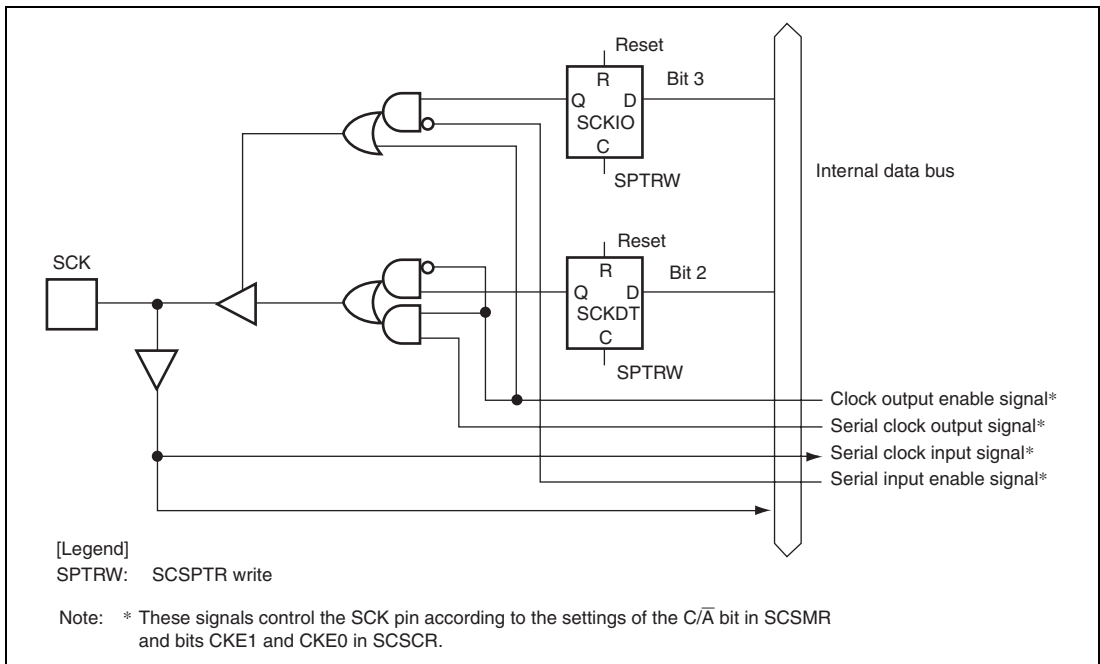 Reset
R
Bit 3
Q D
SCKIO
C
SPTRW
Internal data bus
Reset
R
Bit 2
SCK
Q D
SCKDT
C
SPTRW
Clock output enable signal*
Serial clock output signal*
Serial clock input signal*
Serial input enable signal*
[Legend]
SPTRW: SCSPTR write
Note: * These signals control the SCK pin according to the settings of the C/A̅ bit in SCSMR
and bits CKE1 and CKE0 in SCSCR.